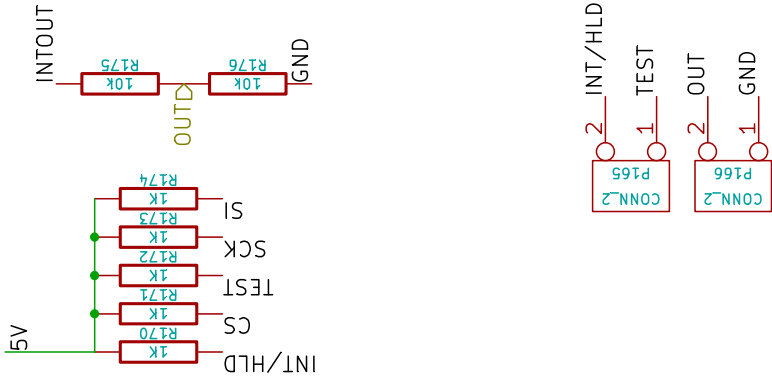 INTOUT
R175
10k
OUTD
R176
10k
GND
R174
1K
SI
R173
1K
SCK
R172
1K
TEST
R171
1K
CS
R170
1K
INT/HLD
5V
INT/HLD
TEST
OUT
GND
2
1
2
1
P165
CONN_2
P166
CONN_2